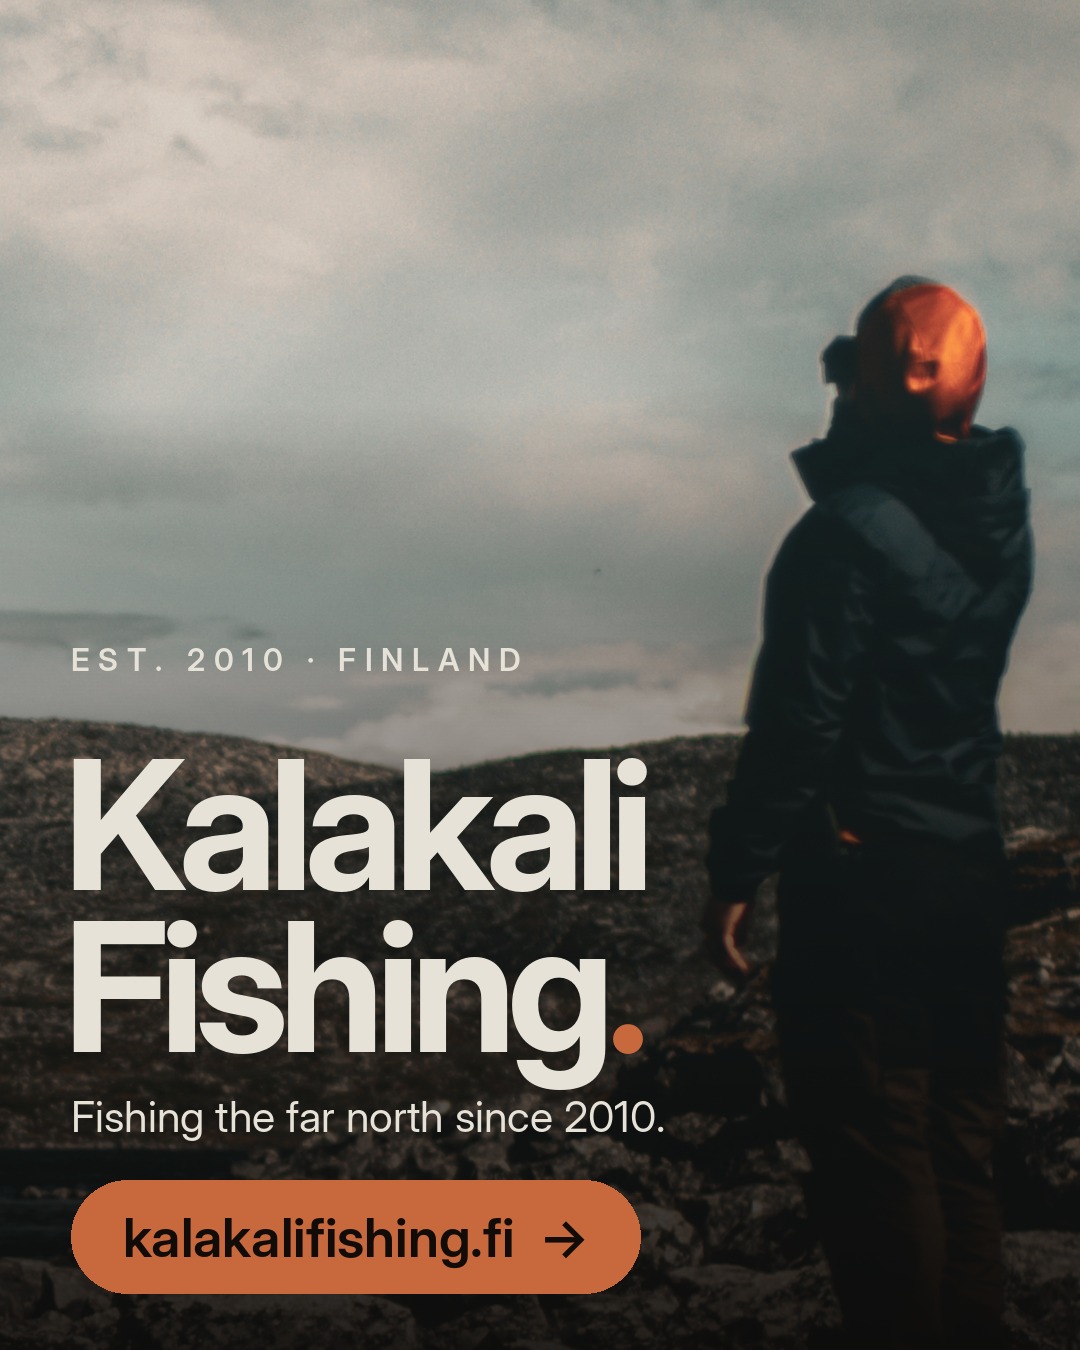 EST. 2010 · FINLAND
Kalakali
Fishing.
Fishing the far north since 2010.
kalakalifishing.fi →